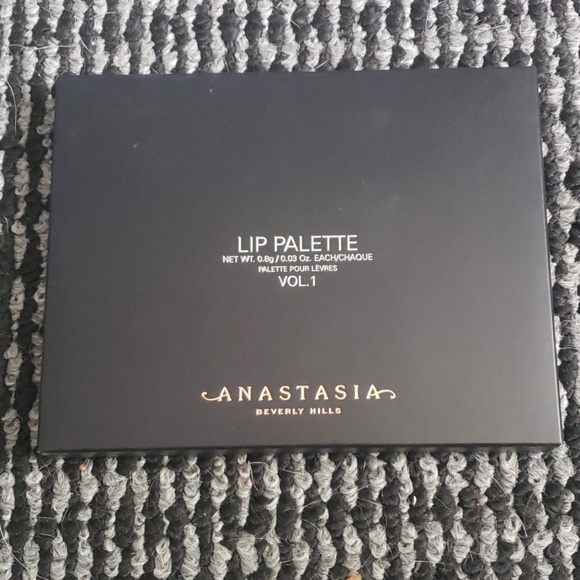 LIP PALETTE
NET WT. 0.8g / 0.03 Oz. EACH/CHAQUE
PALETTE POUR LÈVRES
VOL.1
ANASTASIA
BEVERLY HILLS